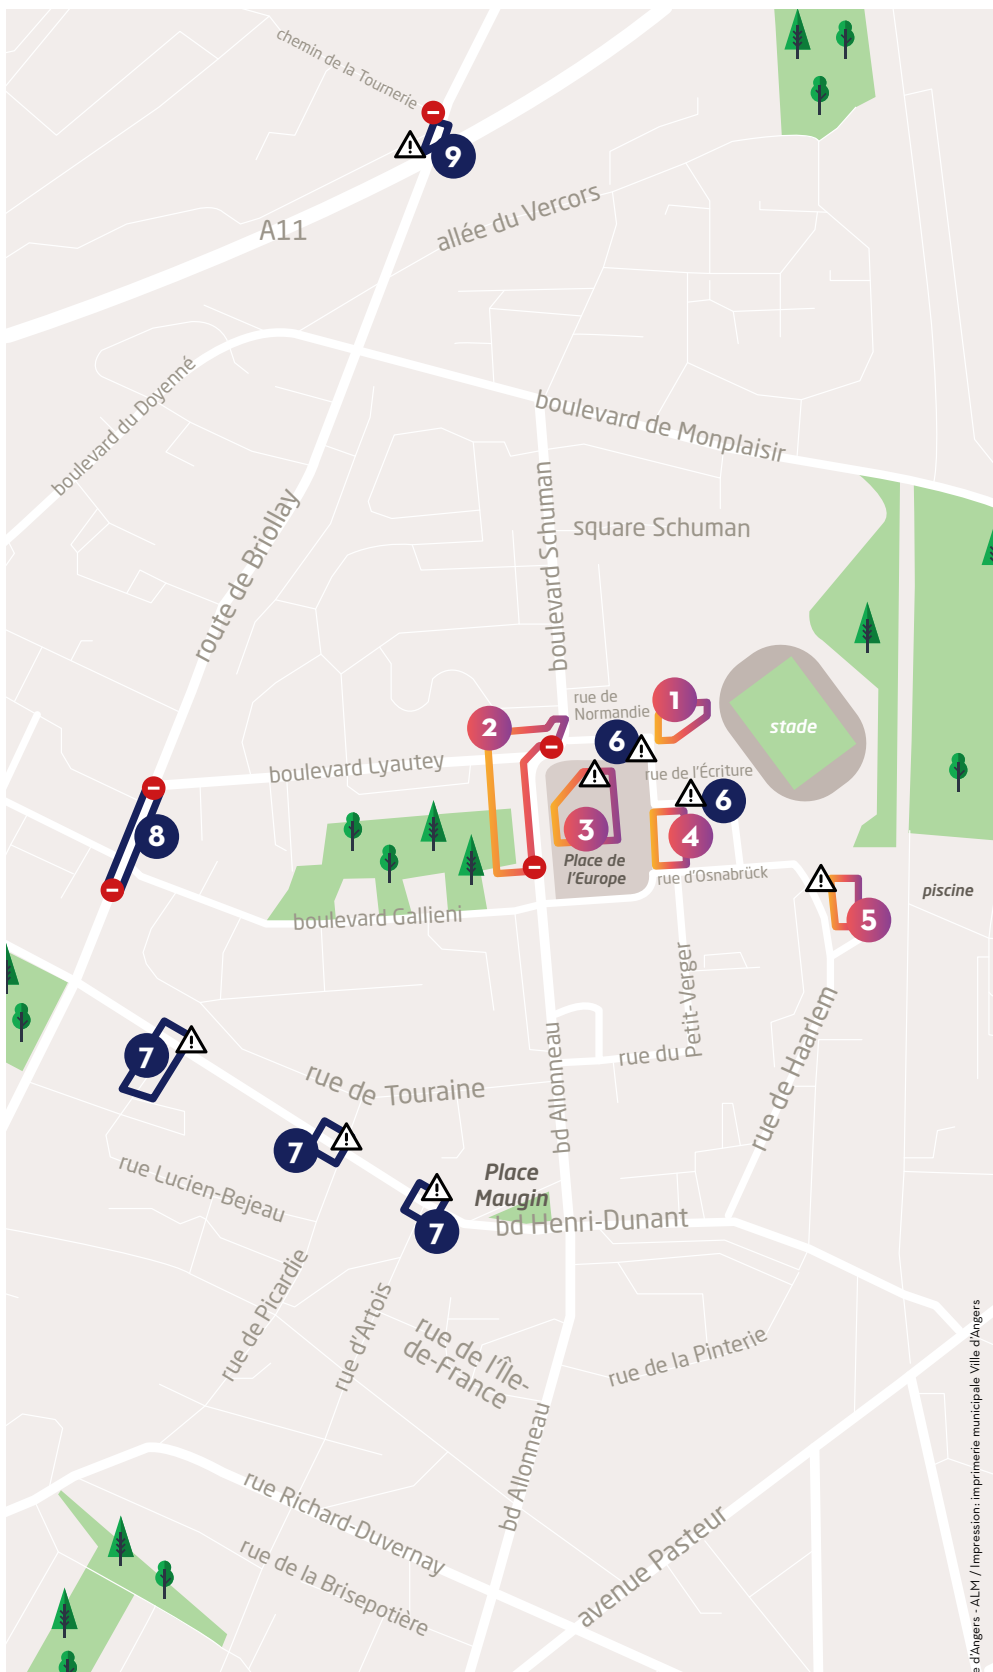 chemin de la Tournerie
9
A11
allée du Vercors
boulevard du Doyenné
boulevard de Monplaisir
route de Briollay
boulevard Schuman
square Schuman
rue de
Normandie
1
2
6
stade
boulevard Lyautey
rue de l'Écriture
6
3
4
8
Place de
l'Europe
rue d'Osnabrück
piscine
5
boulevard Gallieni
Petit-Verger
rue du
rue de Haarlem
7
rue de Touraine
bd Allonneau
7
rue Lucien-Bejeau
Place
Maugin
7
bd Henri-Dunant
rue de Picardie
rue d'Artois
rue de l'Île-
de-France
rue de la Pinterie
bd Allonneau
rue Richard-Duvernay
rue de la Brisepotière
avenue Pasteur
e d'Angers - ALM / Impression: imprimerie municipale Ville d'Angers